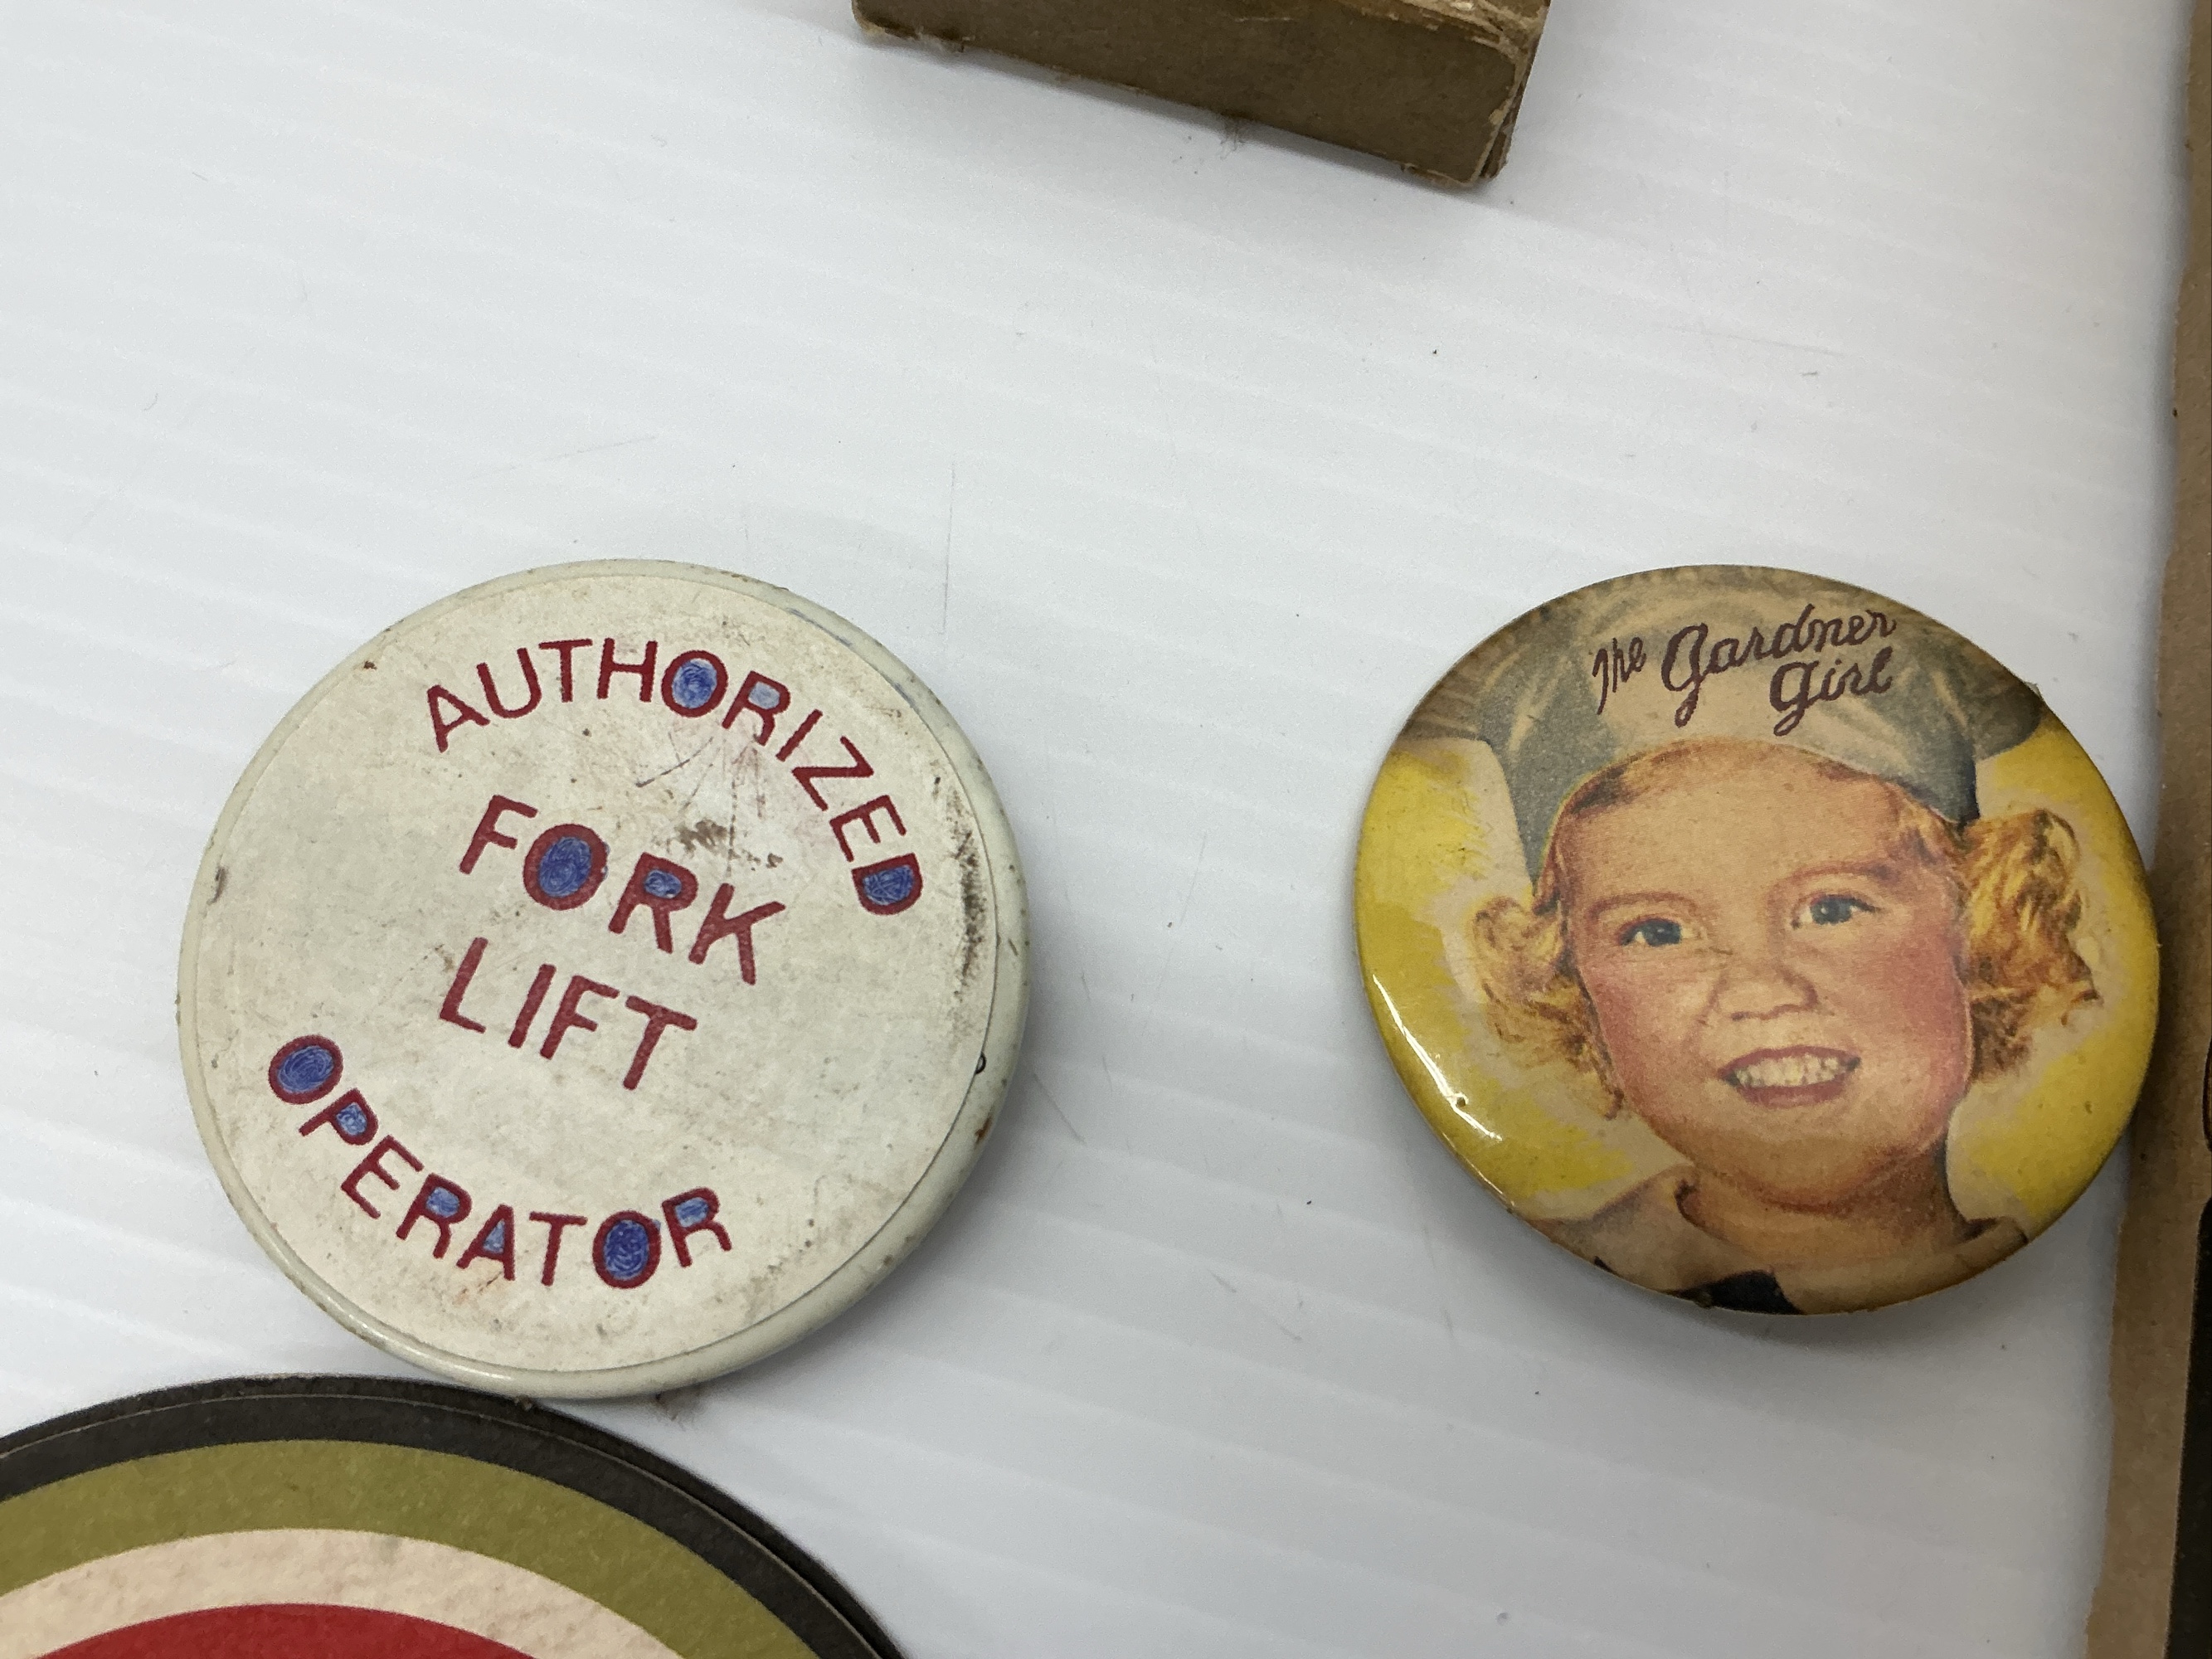 AUTHORIZED
FORK
LIFT
OPERATOR
The Gardner
Girl